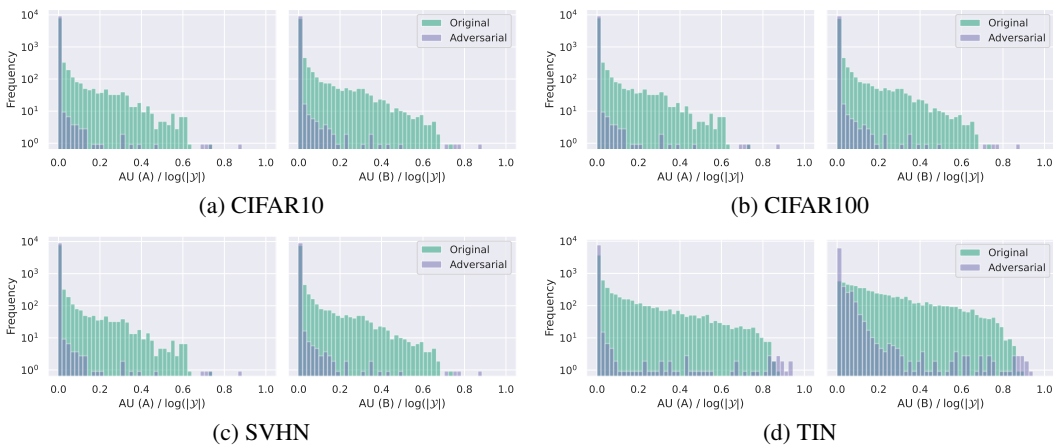 10⁴
10³
10²
10¹
10⁰
Frequency
0.0 0.2 0.4 0.6 0.8 1.0
AU (A) / log(|𝒴|)
Original
Adversarial
0.0 0.2 0.4 0.6 0.8 1.0
AU (B) / log(|𝒴|)
(a) CIFAR10
10⁴
10³
10²
10¹
10⁰
Frequency
0.0 0.2 0.4 0.6 0.8 1.0
AU (A) / log(|𝒴|)
Original
Adversarial
0.0 0.2 0.4 0.6 0.8 1.0
AU (B) / log(|𝒴|)
(b) CIFAR100
10⁴
10³
10²
10¹
10⁰
Frequency
0.0 0.2 0.4 0.6 0.8 1.0
AU (A) / log(|𝒴|)
Original
Adversarial
0.0 0.2 0.4 0.6 0.8 1.0
AU (B) / log(|𝒴|)
(c) SVHN
10⁵
10⁴
10³
10²
10¹
10⁰
Frequency
0.0 0.2 0.4 0.6 0.8 1.0
AU (A) / log(|𝒴|)
Original
Adversarial
0.0 0.2 0.4 0.6 0.8 1.0
AU (B) / log(|𝒴|)
(d) TIN